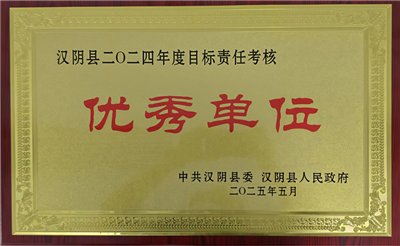 汉阴县二〇二四年度目标责任考核
优秀单位
中共汉阴县委 汉阴县人民政府
二〇二五年五月